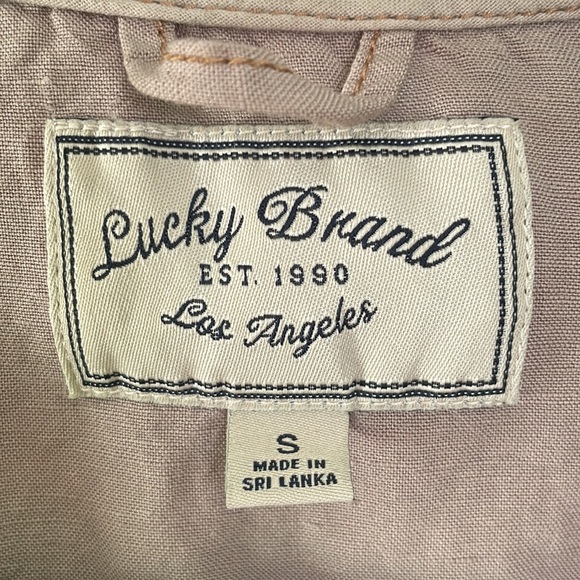 Lucky Brand
EST. 1990
Los Angeles
S
MADE IN
SRI LANKA